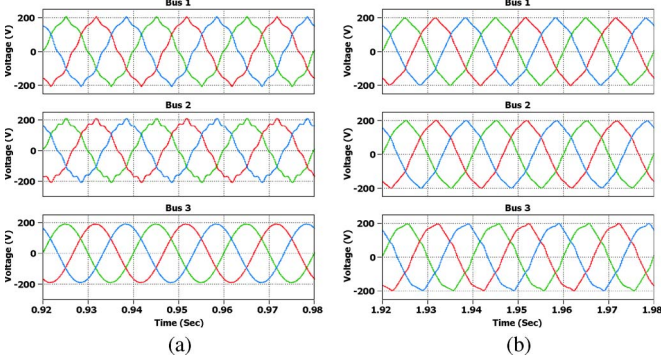 Bus 1
Voltage (V)
200
0
-200
Bus 2
Voltage (V)
200
0
-200
Bus 3
Voltage (V)
200
0
-200
0.92 0.93 0.94 0.95 0.96 0.97 0.98
Time (Sec)
(a)
Bus 1
Voltage (V)
200
0
-200
Bus 2
Voltage (V)
200
0
-200
Bus 3
Voltage (V)
200
0
-200
1.92 1.93 1.94 1.95 1.96 1.97 1.98
Time (Sec)
(b)